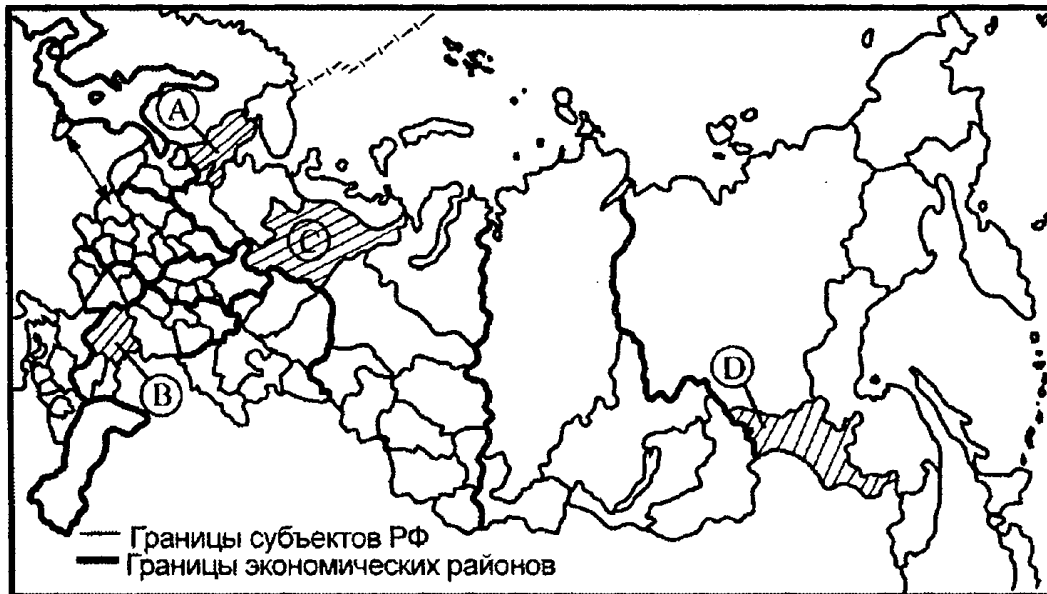 A
C
D
B
Границы субъектов РФ
Границы экономических районов